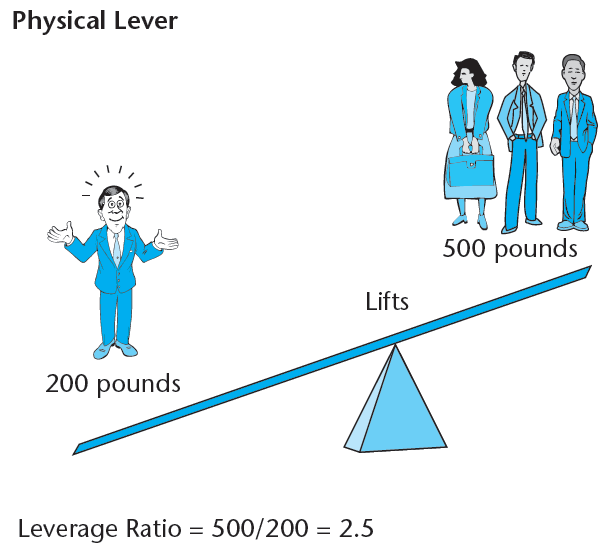 Physical Lever
500 pounds
Lifts
200 pounds
Leverage Ratio = 500/200 = 2.5